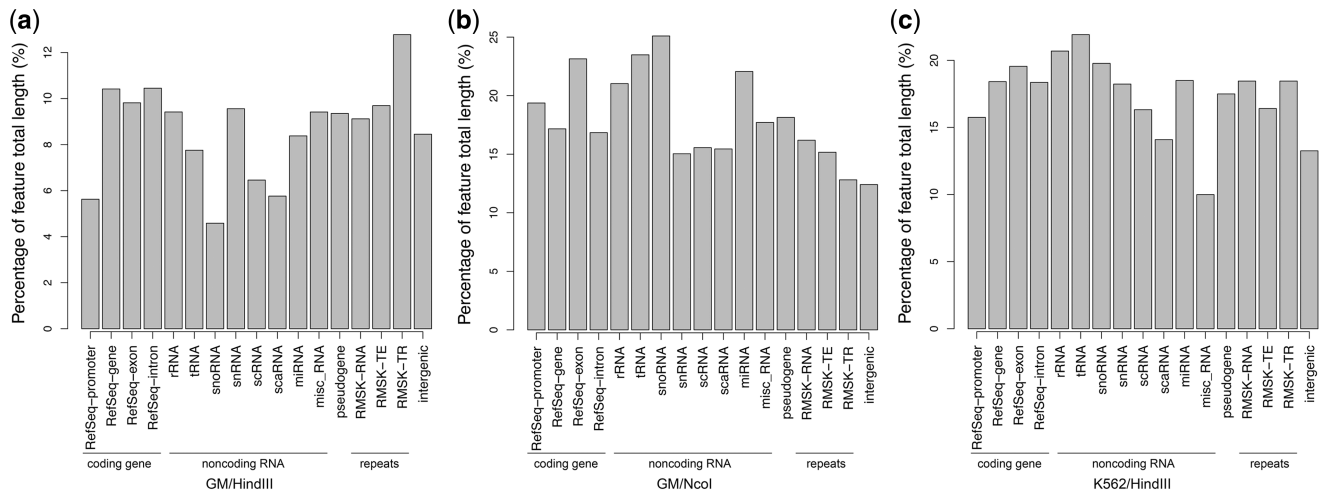 (a)
Percentage of feature total length (%)
0
2
4
6
8
10
12
RefSeq−promoter
RefSeq−gene
RefSeq−exon
RefSeq−intron
rRNA
tRNA
snoRNA
snRNA
scRNA
scaRNA
miRNA
misc_RNA
pseudogene
RMSK−RNA
RMSK−TE
RMSK−TR
intergenic
coding gene
noncoding RNA
repeats
GM/HindIII
(b)
Percentage of feature total length (%)
0
5
10
15
20
25
RefSeq−promoter
RefSeq−gene
RefSeq−exon
RefSeq−intron
rRNA
tRNA
snoRNA
snRNA
scRNA
scaRNA
miRNA
misc_RNA
pseudogene
RMSK−RNA
RMSK−TE
RMSK−TR
intergenic
coding gene
noncoding RNA
repeats
GM/NcoI
(c)
Percentage of feature total length (%)
0
5
10
15
20
RefSeq−promoter
RefSeq−gene
RefSeq−exon
RefSeq−intron
rRNA
tRNA
snoRNA
snRNA
scRNA
scaRNA
miRNA
misc_RNA
pseudogene
RMSK−RNA
RMSK−TE
RMSK−TR
intergenic
coding gene
noncoding RNA
repeats
K562/HindIII